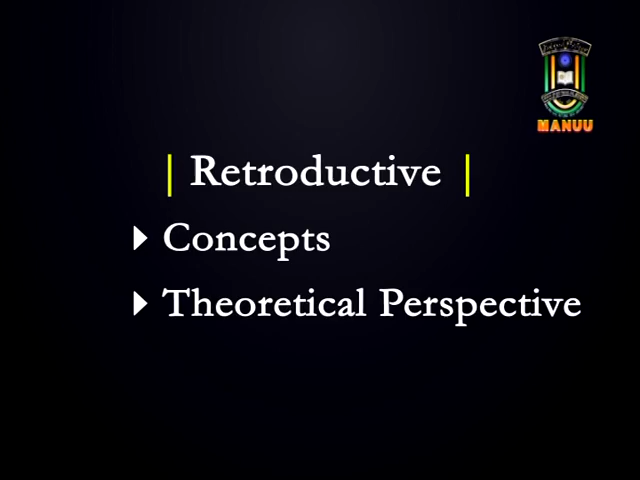 MANUU
| Retroductive |
Concepts
Theoretical Perspective